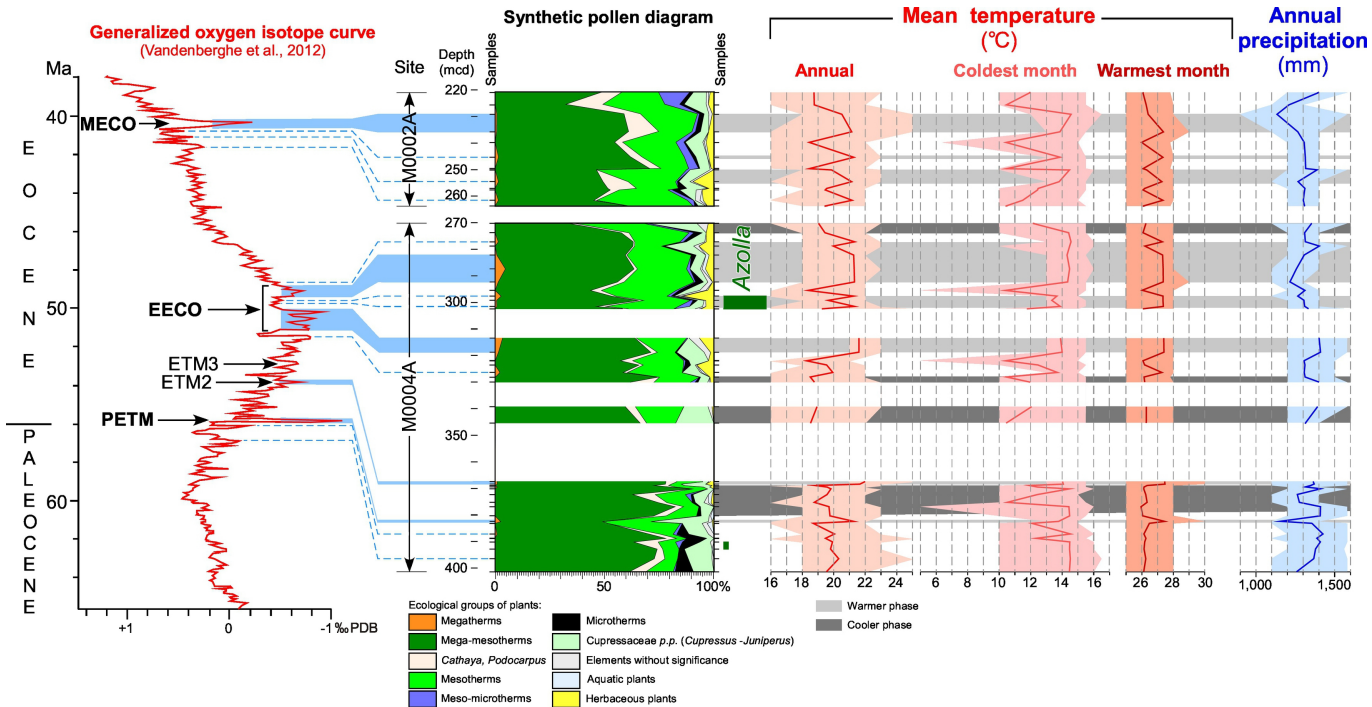 Generalized oxygen isotope curve
(Vandenberghe et al., 2012)
Synthetic pollen diagram
Mean temperature
(°C)
Annual
precipitation
(mm)
Ma
Site
Depth
(mcd)
Samples
Samples
Annual
Coldest month
Warmest month
40
50
60
E
O
C
E
N
E
P
A
L
E
O
C
E
N
E
MECO
EECO
ETM3
ETM2
PETM
M0002A
M0004A
220
250
260
270
300
350
400
Azolla
+1
0
-1 ‰ PDB
50
100%
16
18
20
22
24
6
8
10
12
14
16
26
28
30
1,000
1,500
Ecological groups of plants:
Megatherms
Mega-mesotherms
Cathaya, Podocarpus
Mesotherms
Meso-microtherms
Microtherms
Cupressaceae p.p. (Cupressus -Juniperus)
Elements without significance
Aquatic plants
Herbaceous plants
Warmer phase
Cooler phase